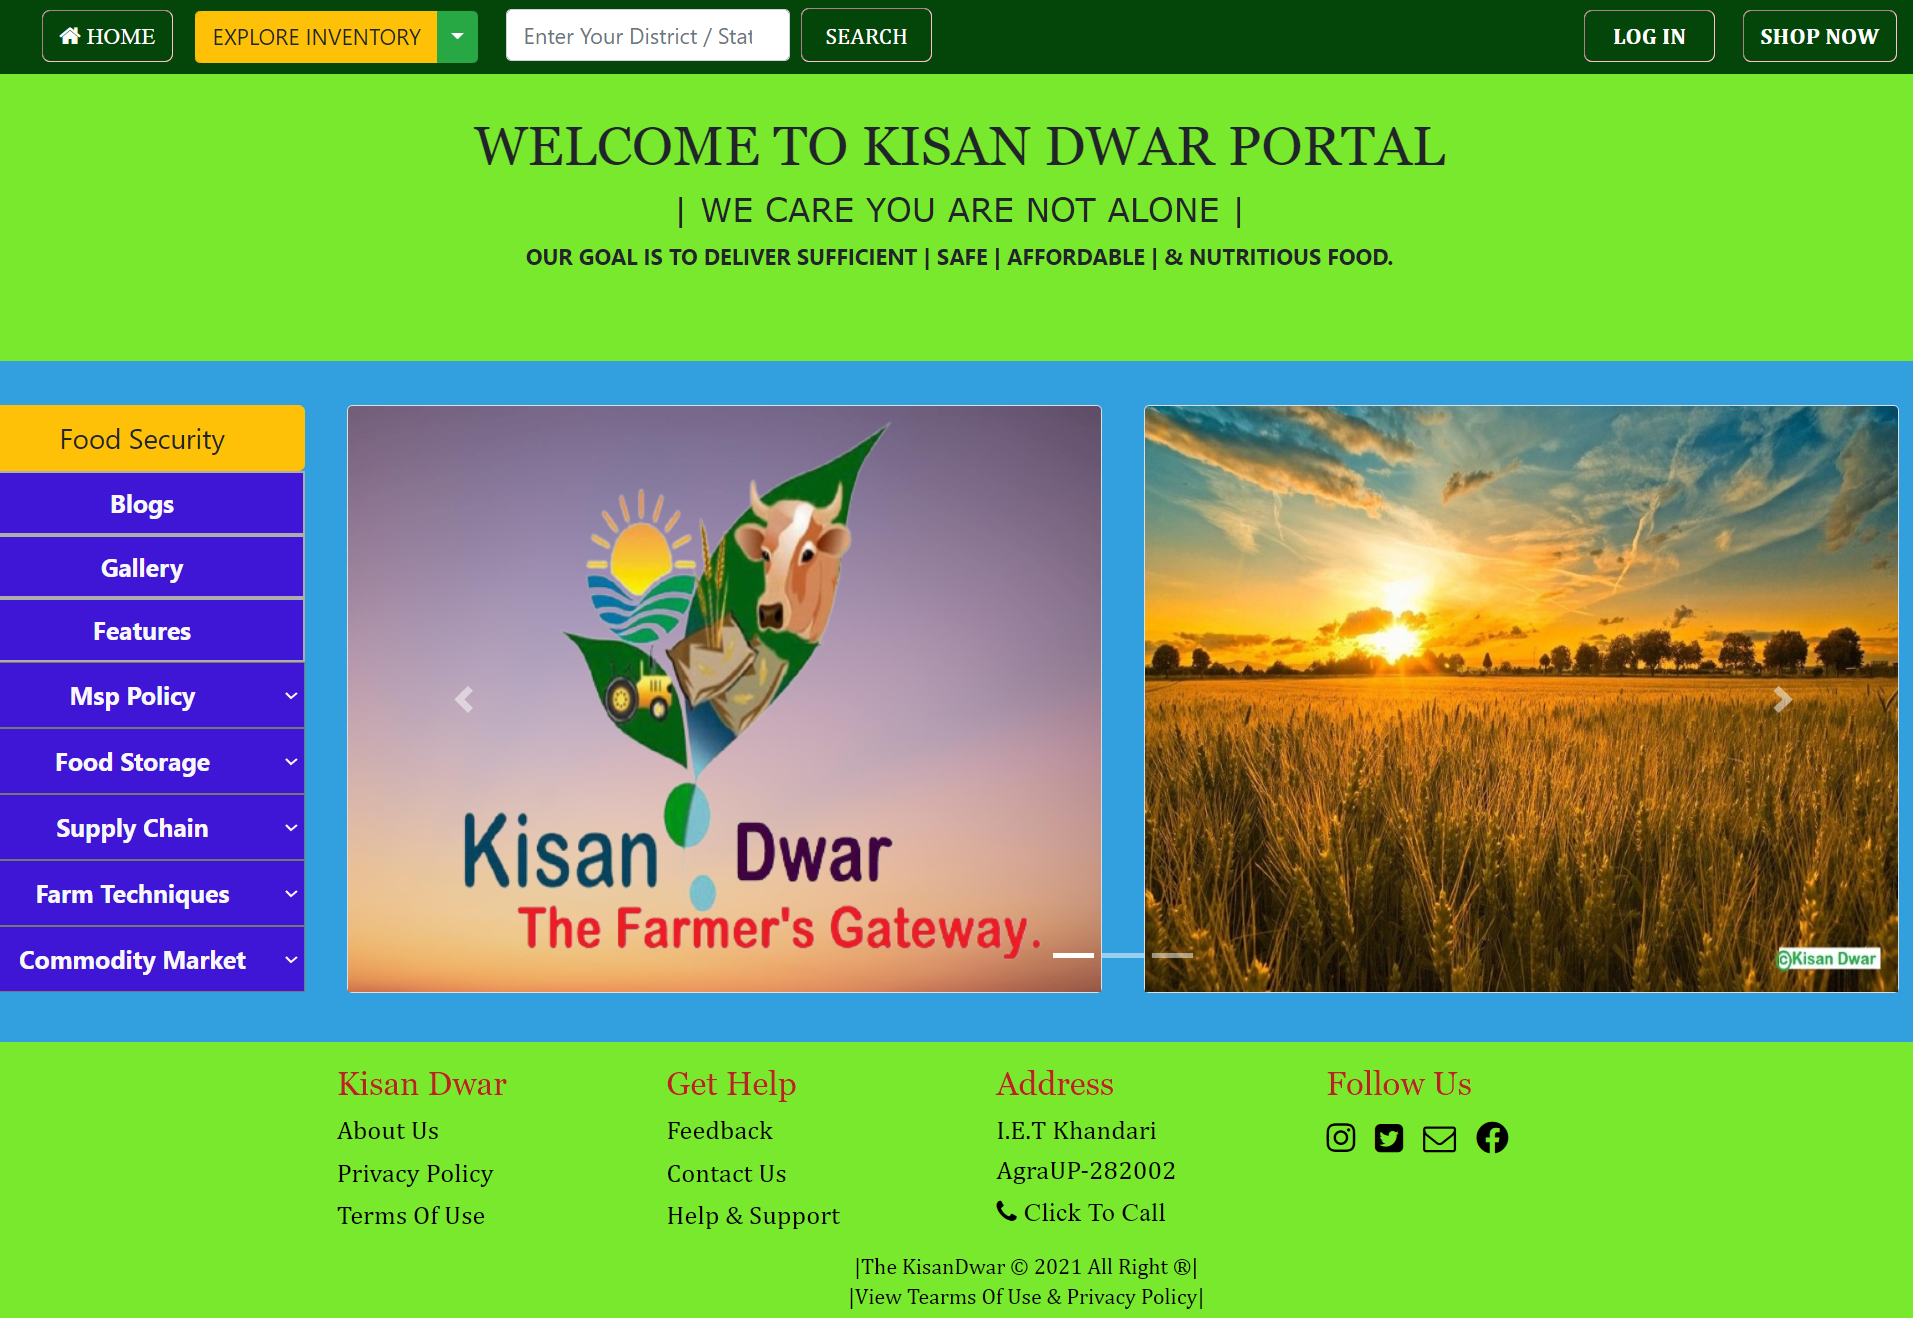 HOME
EXPLORE INVENTORY
Enter Your District / Stat
SEARCH
LOG IN
SHOP NOW
WELCOME TO KISAN DWAR PORTAL
| WE CARE YOU ARE NOT ALONE |
OUR GOAL IS TO DELIVER SUFFICIENT | SAFE | AFFORDABLE | & NUTRITIOUS FOOD.
Food Security
Blogs
Gallery
Features
Msp Policy
Food Storage
Supply Chain
Farm Techniques
Commodity Market
Kisan Dwar
The Farmer's Gateway.
©Kisan Dwar
Kisan Dwar
About Us
Privacy Policy
Terms Of Use
Get Help
Feedback
Contact Us
Help & Support
Address
I.E.T Khandari
AgraUP-282002
Click To Call
Follow Us
|The KisanDwar © 2021 All Right ®|
|View Tearms Of Use & Privacy Policy|